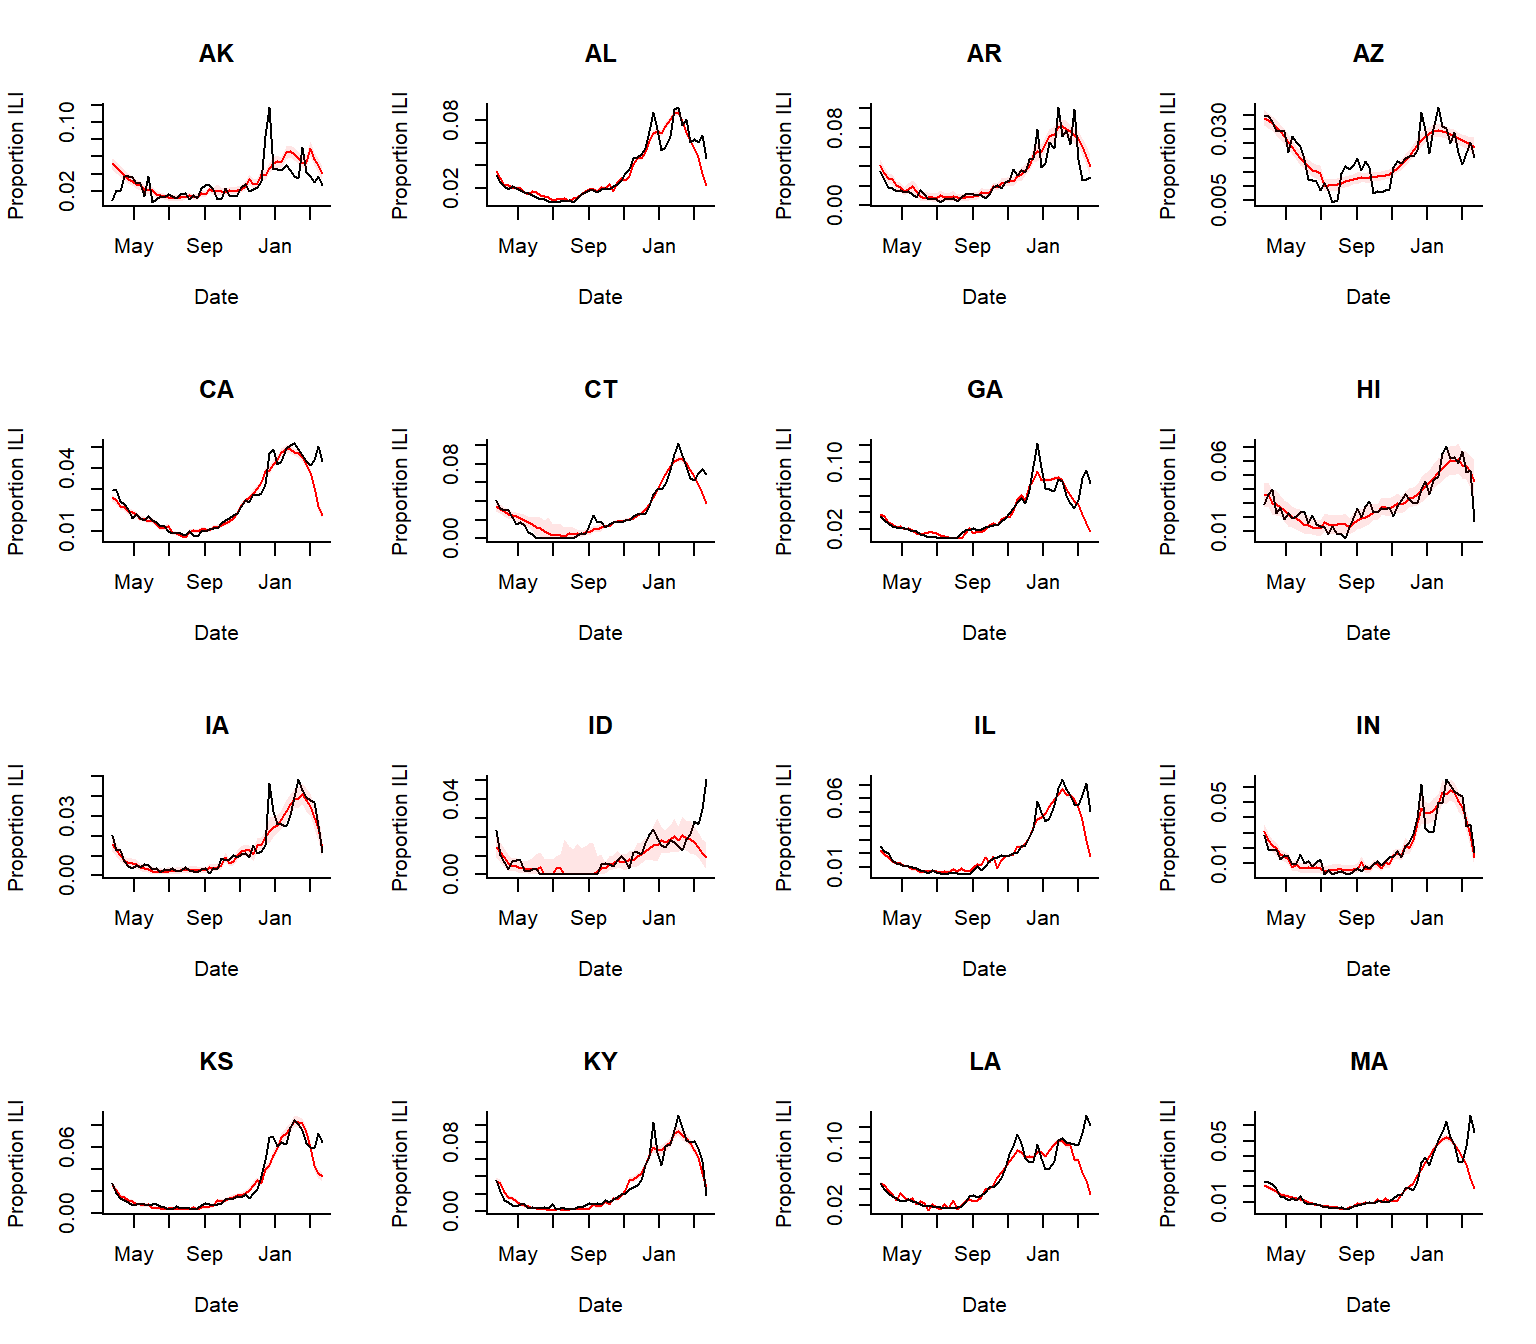 AK
AL
AR
AZ
Proportion ILI
0.02
0.10
May Sep Jan
Date
Proportion ILI
0.02
0.08
May Sep Jan
Date
Proportion ILI
0.00
0.08
May Sep Jan
Date
Proportion ILI
0.005
0.030
May Sep Jan
Date
CA
CT
GA
HI
Proportion ILI
0.01
0.04
May Sep Jan
Date
Proportion ILI
0.00
0.08
May Sep Jan
Date
Proportion ILI
0.02
0.10
May Sep Jan
Date
Proportion ILI
0.01
0.06
May Sep Jan
Date
IA
ID
IL
IN
Proportion ILI
0.00
0.03
May Sep Jan
Date
Proportion ILI
0.00
0.04
May Sep Jan
Date
Proportion ILI
0.01
0.06
May Sep Jan
Date
Proportion ILI
0.01
0.05
May Sep Jan
Date
KS
KY
LA
MA
Proportion ILI
0.00
0.06
May Sep Jan
Date
Proportion ILI
0.00
0.08
May Sep Jan
Date
Proportion ILI
0.02
0.10
May Sep Jan
Date
Proportion ILI
0.01
0.05
May Sep Jan
Date